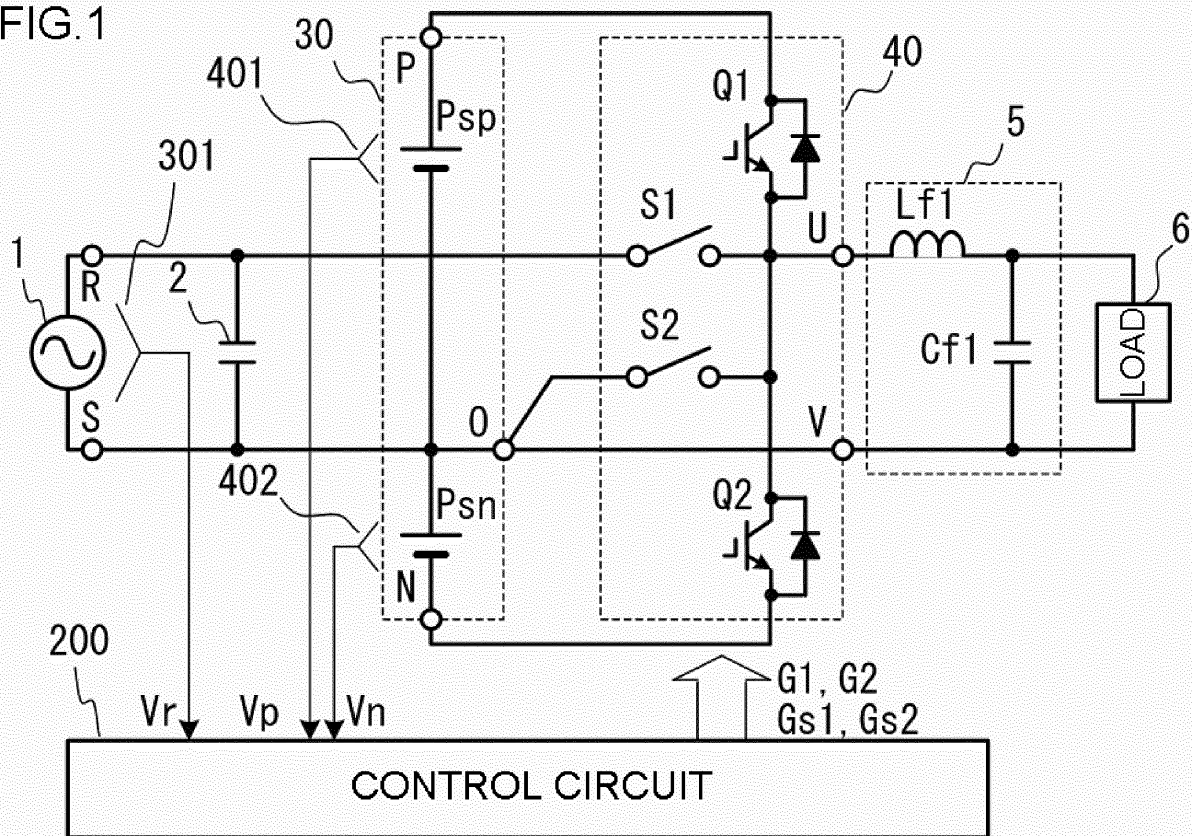 FIG.1
30
P
401
Psp
Q1
40
5
301
S1
U
Lf1
6
1
R
2
S2
Cf1
LOAD
S
O
V
402
Psn
Q2
N
200
Vr
Vp
Vn
G1, G2
Gs1, Gs2
CONTROL CIRCUIT